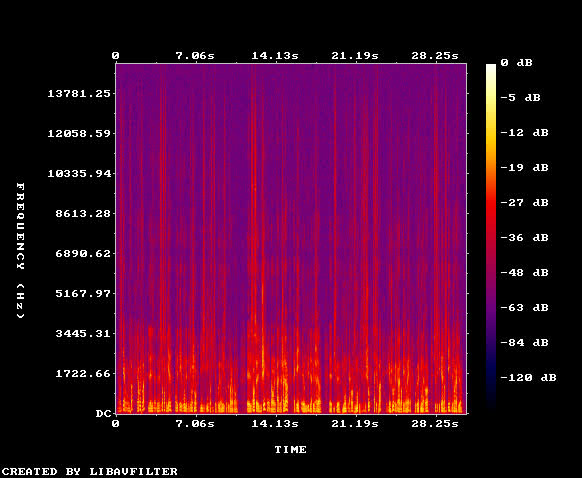 0 7.06s 14.13s 21.19s 28.25s
0 dB
-5 dB
-12 dB
-19 dB
-27 dB
-36 dB
-48 dB
-63 dB
-84 dB
-120 dB
13781.25
12058.59
10335.94
8613.28
6890.62
5167.97
3445.31
1722.66
DC
FREQUENCY (Hz)
0 7.06s 14.13s 21.19s 28.25s
TIME
CREATED BY LIBAVFILTER